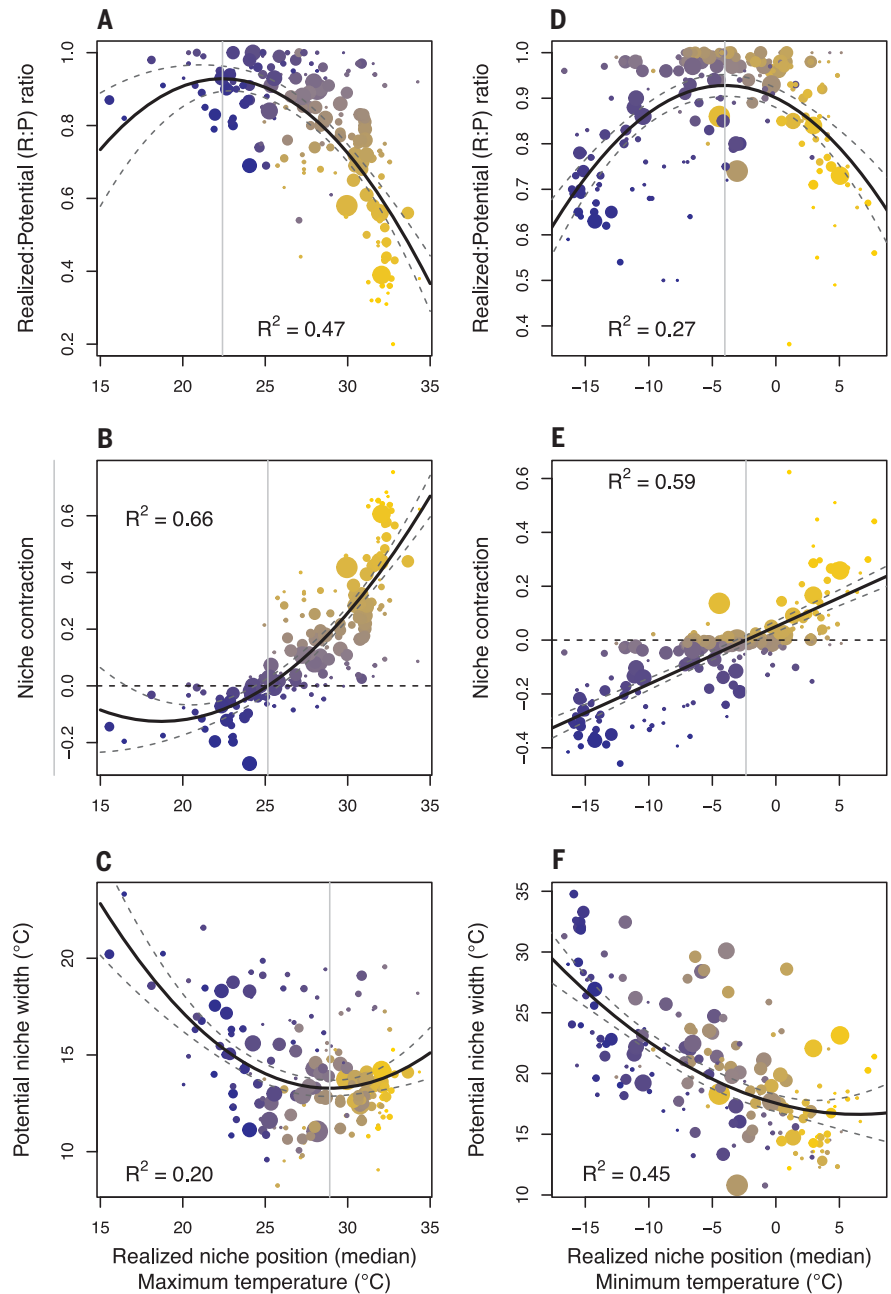 A
Realized:Potential (R:P) ratio
1.0
0.8
0.6
0.4
0.2
R² = 0.47
15 20 25 30 35
D
Realized:Potential (R:P) ratio
1.0
0.9
0.8
0.7
0.6
0.5
0.4
R² = 0.27
−15 −10 −5 0 5
B
Niche contraction
0.6
0.4
0.2
0.0
−0.2
R² = 0.66
15 20 25 30 35
E
Niche contraction
0.6
0.4
0.2
0.0
−0.2
−0.4
R² = 0.59
−15 −10 −5 0 5
C
Potential niche width (°C)
20
15
10
R² = 0.20
15 20 25 30 35
Realized niche position (median)
Maximum temperature (°C)
F
Potential niche width (°C)
35
30
25
20
15
10
R² = 0.45
−15 −10 −5 0 5
Realized niche position (median)
Minimum temperature (°C)